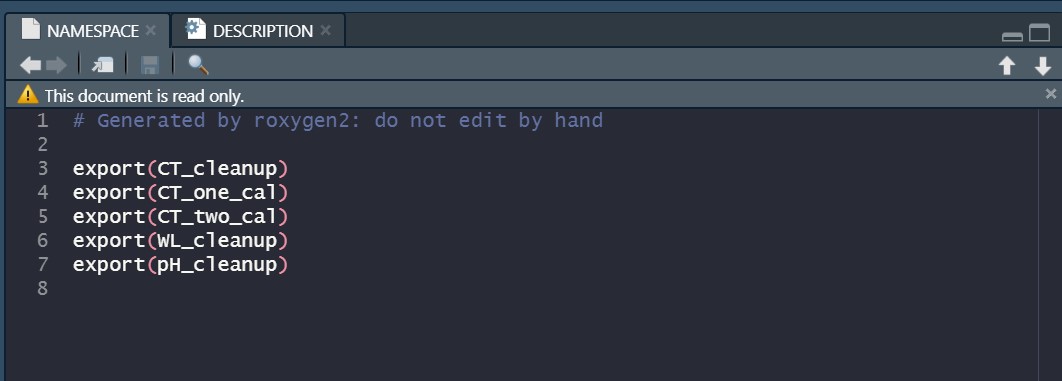 NAMESPACE × DESCRIPTION ×
This document is read only. ×
1 # Generated by roxygen2: do not edit by hand
2
3 export(CT_cleanup)
4 export(CT_one_cal)
5 export(CT_two_cal)
6 export(WL_cleanup)
7 export(pH_cleanup)
8